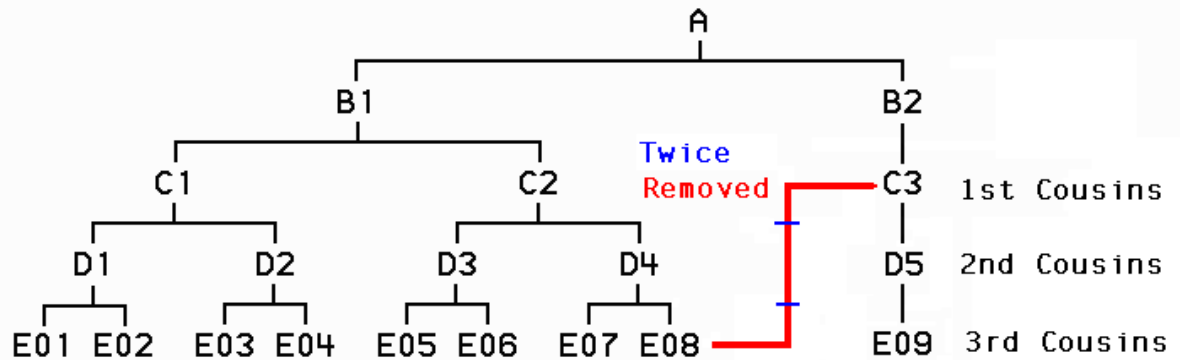 A
B1 B2
Twice
Removed
C1 C2 C3 1st Cousins
D1 D2 D3 D4 D5 2nd Cousins
E01 E02 E03 E04 E05 E06 E07 E08 E09 3rd Cousins